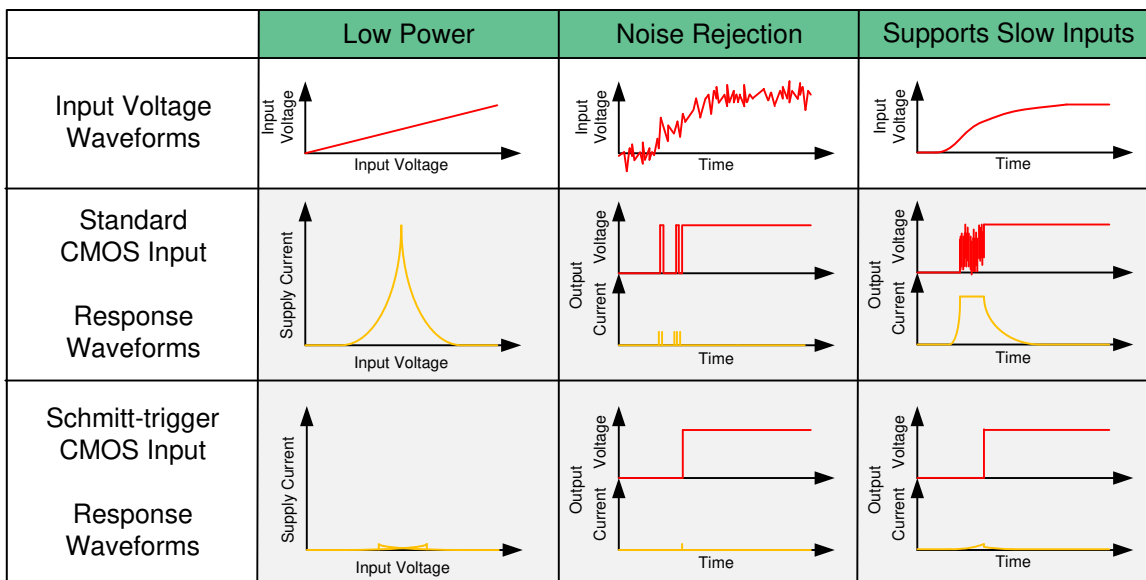 Low Power
Noise Rejection
Supports Slow Inputs
Input Voltage
Waveforms
Input
Voltage
Input Voltage
Input
Voltage
Time
Input
Voltage
Time
Standard
CMOS Input
Response
Waveforms
Supply Current
Input Voltage
Output
Voltage
Current
Time
Output
Voltage
Current
Time
Schmitt-trigger
CMOS Input
Response
Waveforms
Supply Current
Input Voltage
Output
Voltage
Current
Time
Output
Voltage
Current
Time